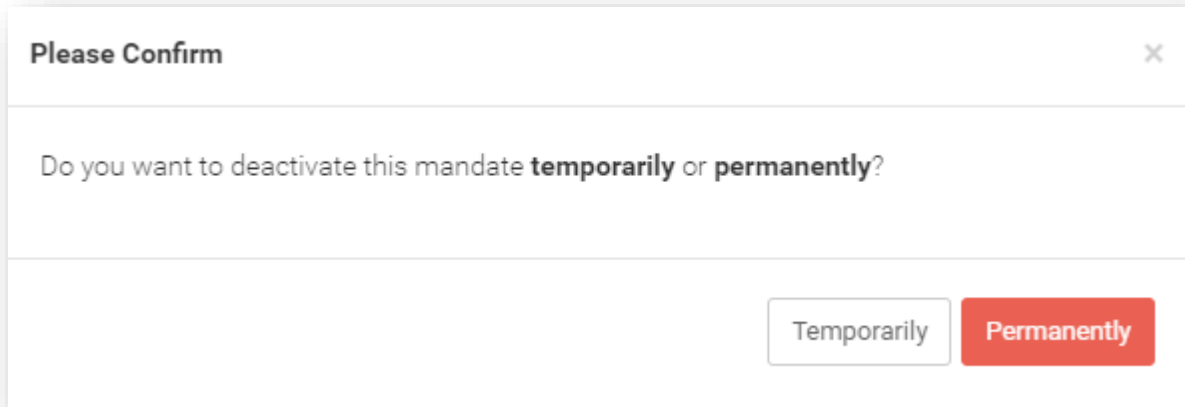 Please Confirm ×
Do you want to deactivate this mandate temporarily or permanently?
Temporarily Permanently